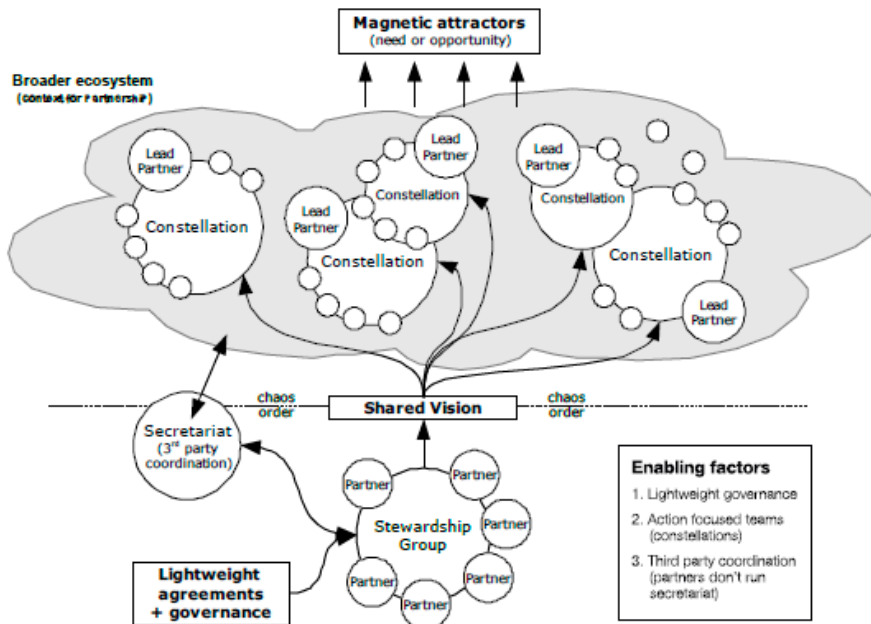 Magnetic attractors
(need or opportunity)
Broader ecosystem
(context for Partnership)
Lead
Partner
Constellation
Lead
Partner
Constellation
Lead
Partner
Constellation
Lead
Partner
Constellation
Constellation
Lead
Partner
chaos
order
Shared Vision
chaos
order
Secretariat
(3rd party
coordination)
Partner
Partner
Partner
Partner
Partner
Partner
Partner
Stewardship
Group
Lightweight
agreements
+ governance
Enabling factors
1. Lightweight governance
2. Action focused teams
(constellations)
3. Third party coordination
(partners don't run
secretariat)